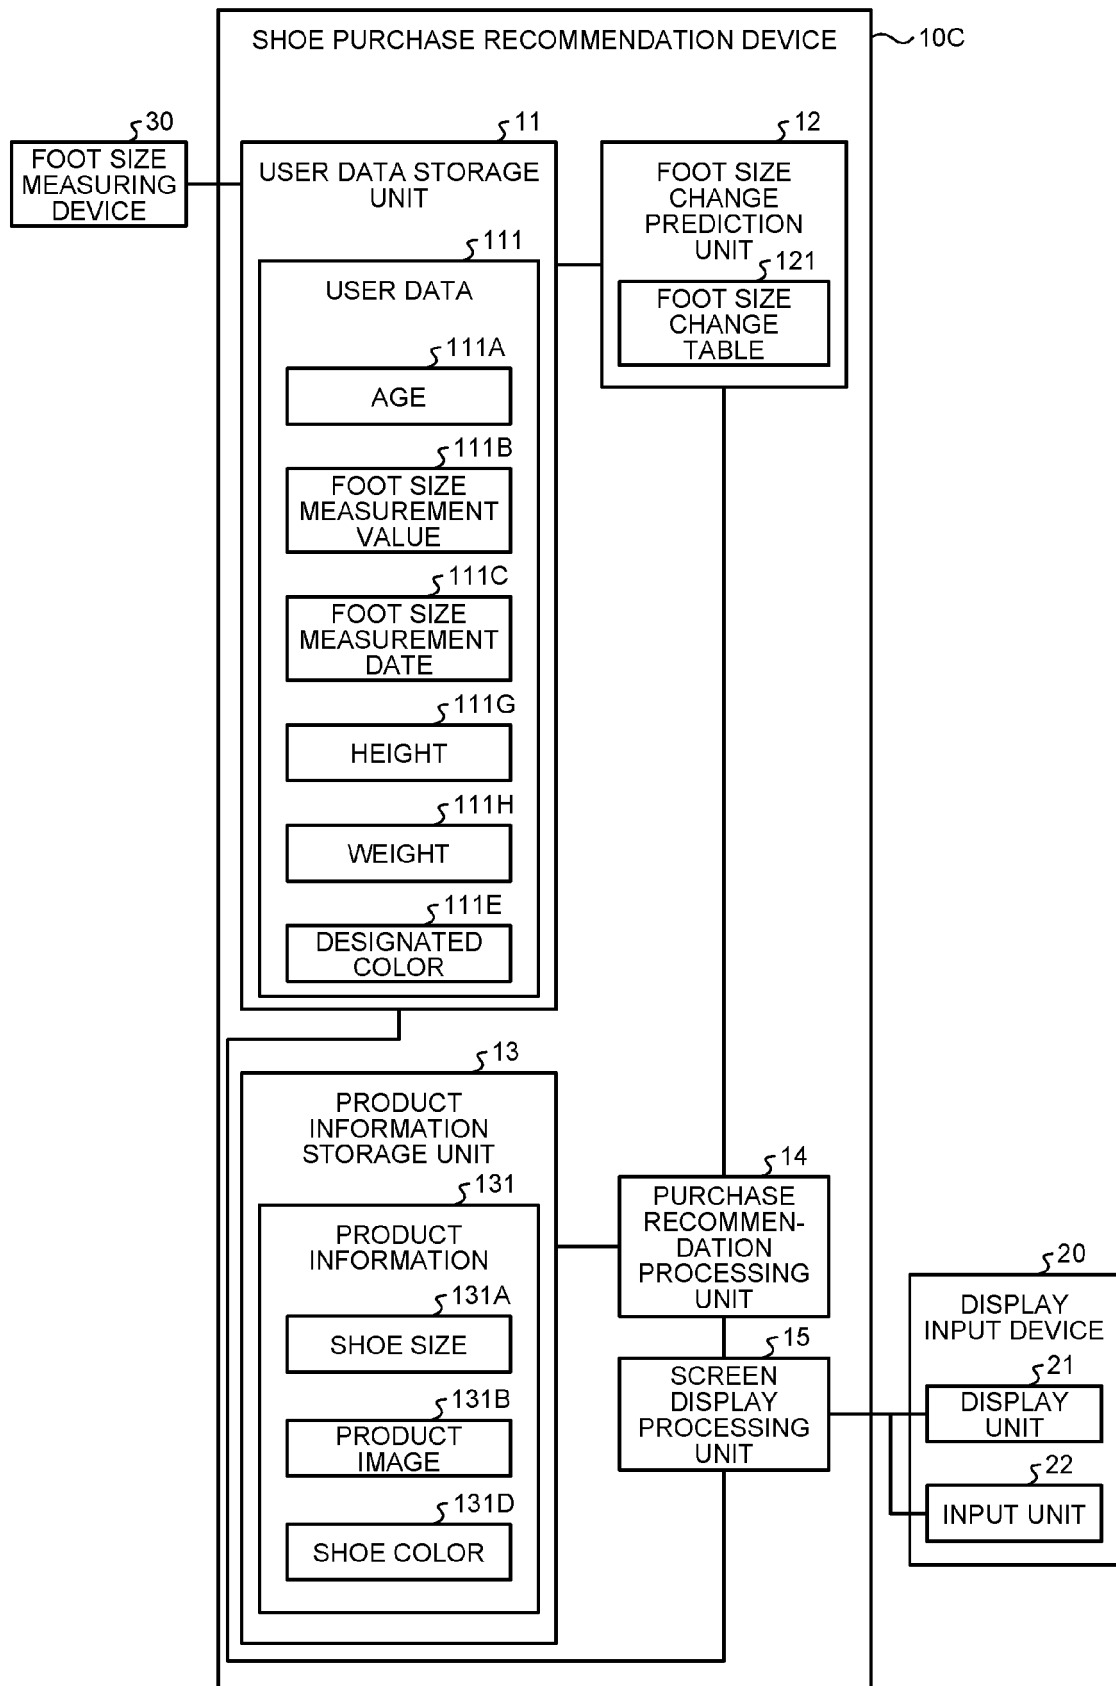 SHOE PURCHASE RECOMMENDATION DEVICE
10C
30
FOOT SIZE
MEASURING
DEVICE
11
USER DATA STORAGE
UNIT
111
USER DATA
111A
AGE
111B
FOOT SIZE
MEASUREMENT
VALUE
111C
FOOT SIZE
MEASUREMENT
DATE
111G
HEIGHT
111H
WEIGHT
111E
DESIGNATED
COLOR
12
FOOT SIZE
CHANGE
PREDICTION
UNIT
121
FOOT SIZE
CHANGE
TABLE
13
PRODUCT
INFORMATION
STORAGE UNIT
131
PRODUCT
INFORMATION
131A
SHOE SIZE
131B
PRODUCT
IMAGE
131D
SHOE COLOR
14
PURCHASE
RECOMMEN-
DATION
PROCESSING
UNIT
15
SCREEN
DISPLAY
PROCESSING
UNIT
20
DISPLAY
INPUT DEVICE
21
DISPLAY
UNIT
22
INPUT UNIT